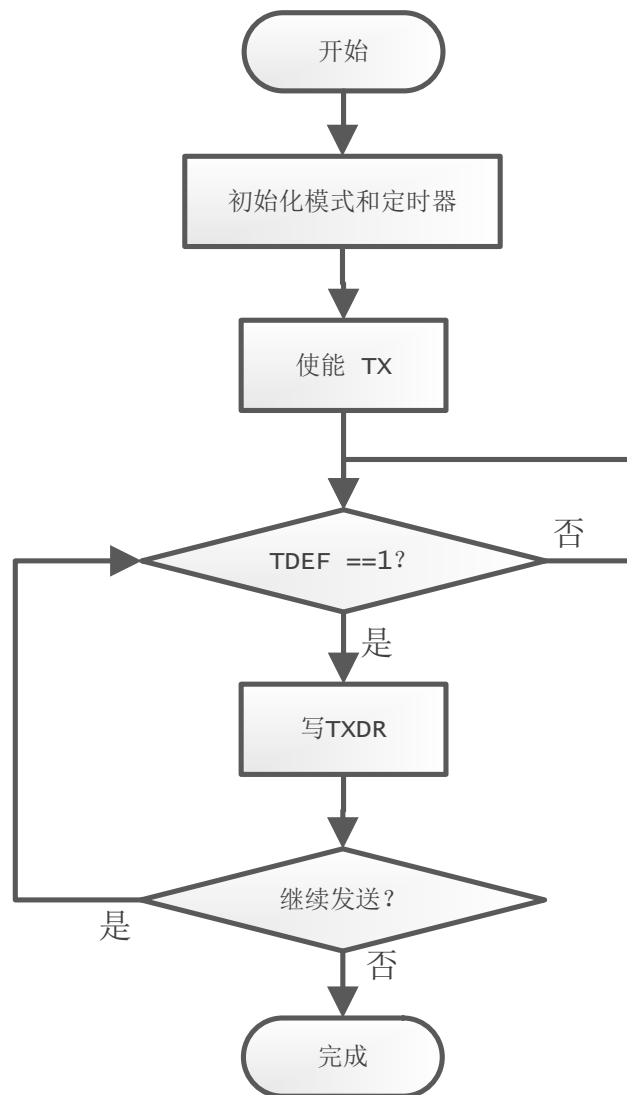 开始
初始化模式和定时器
使能 TX
TDEF ==1?
否
是
写TXDR
继续发送?
是
否
完成